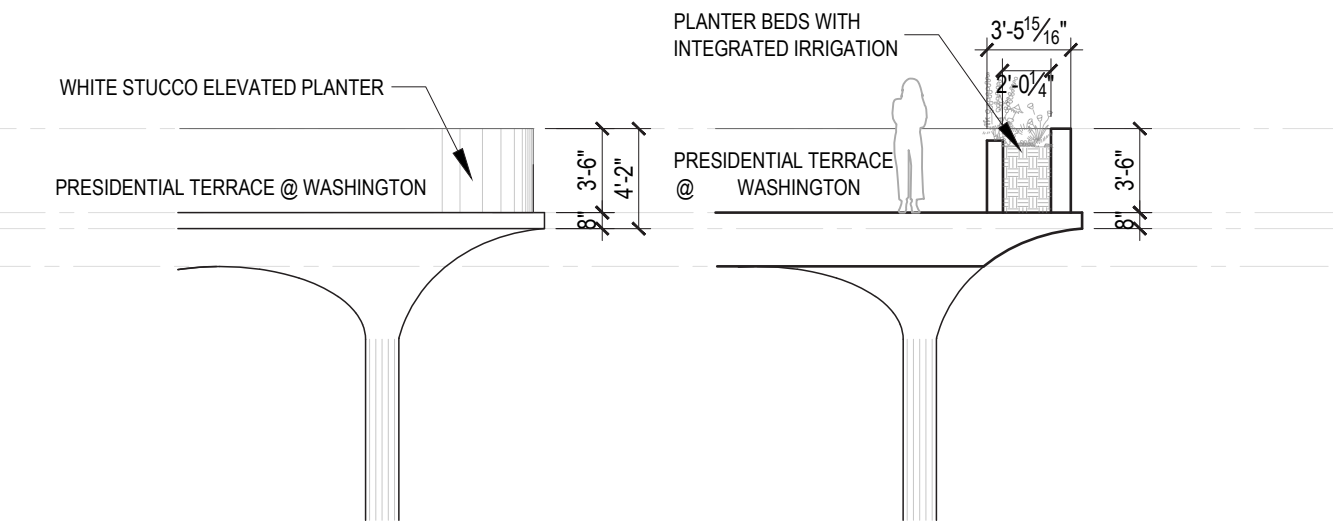 WHITE STUCCO ELEVATED PLANTER
PRESIDENTIAL TERRACE @ WASHINGTON
3'-6"
4'-2"
8"
PLANTER BEDS WITH
INTEGRATED IRRIGATION
3'-5 15/16"
2'-0 1/4"
PRESIDENTIAL TERRACE
@ WASHINGTON
3'-6"
8"